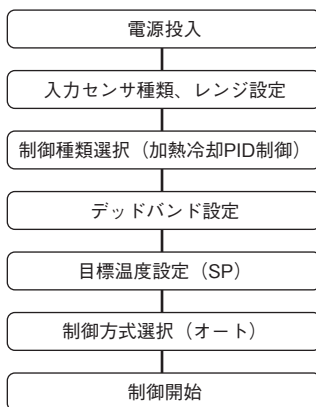 電源投入
入力センサ種類、レンジ設定
制御種類選択（加熱冷却PID制御）
デッドバンド設定
目標温度設定（SP）
制御方式選択（オート）
制御開始